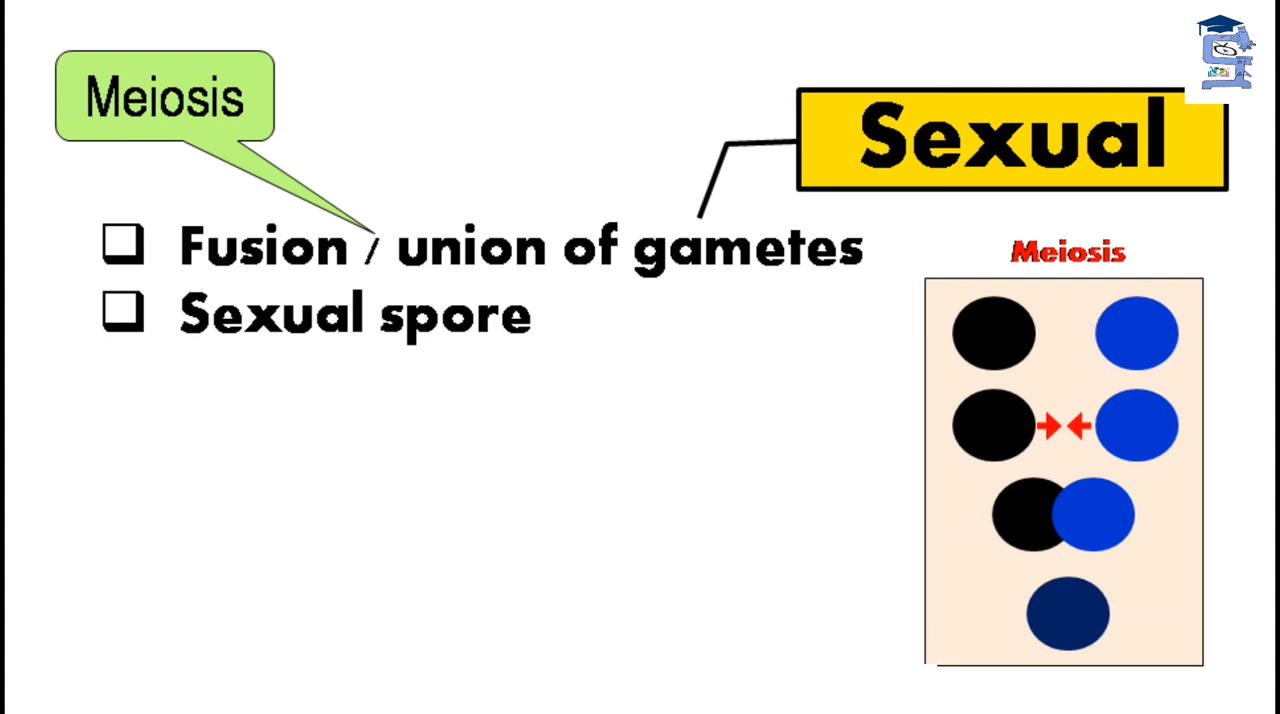 Meiosis
Sexual
Fusion / union of gametes
Sexual spore
Meiosis